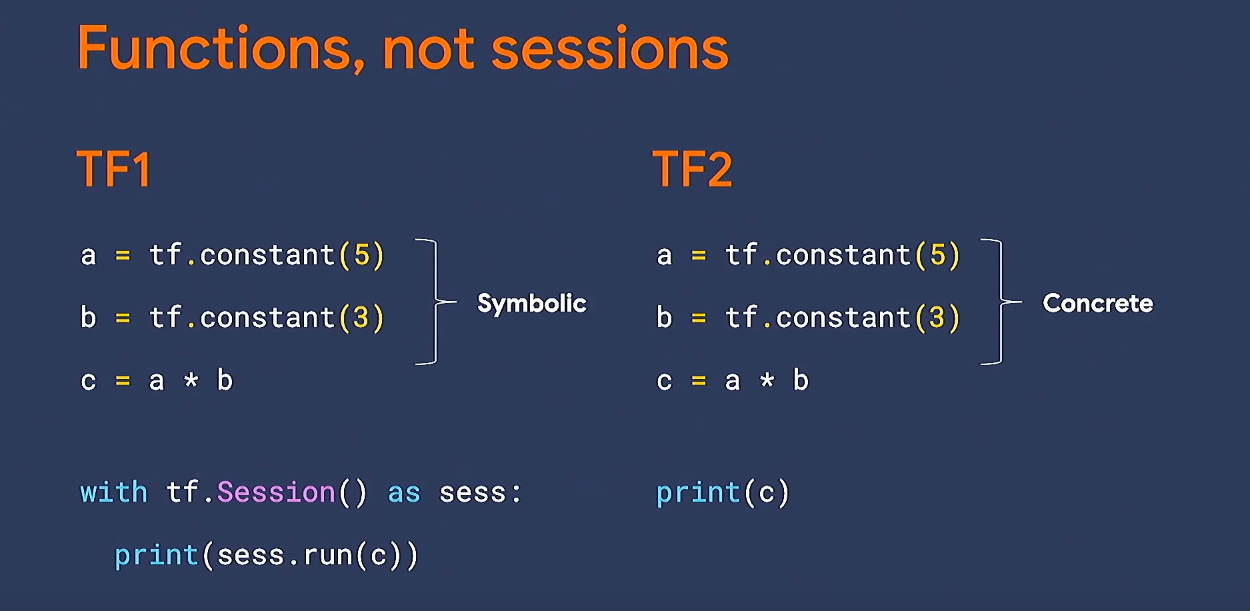 Functions, not sessions
TF1
a = tf.constant(5)
b = tf.constant(3)
Symbolic
c = a * b
with tf.Session() as sess:
  print(sess.run(c))
TF2
a = tf.constant(5)
b = tf.constant(3)
Concrete
c = a * b
print(c)